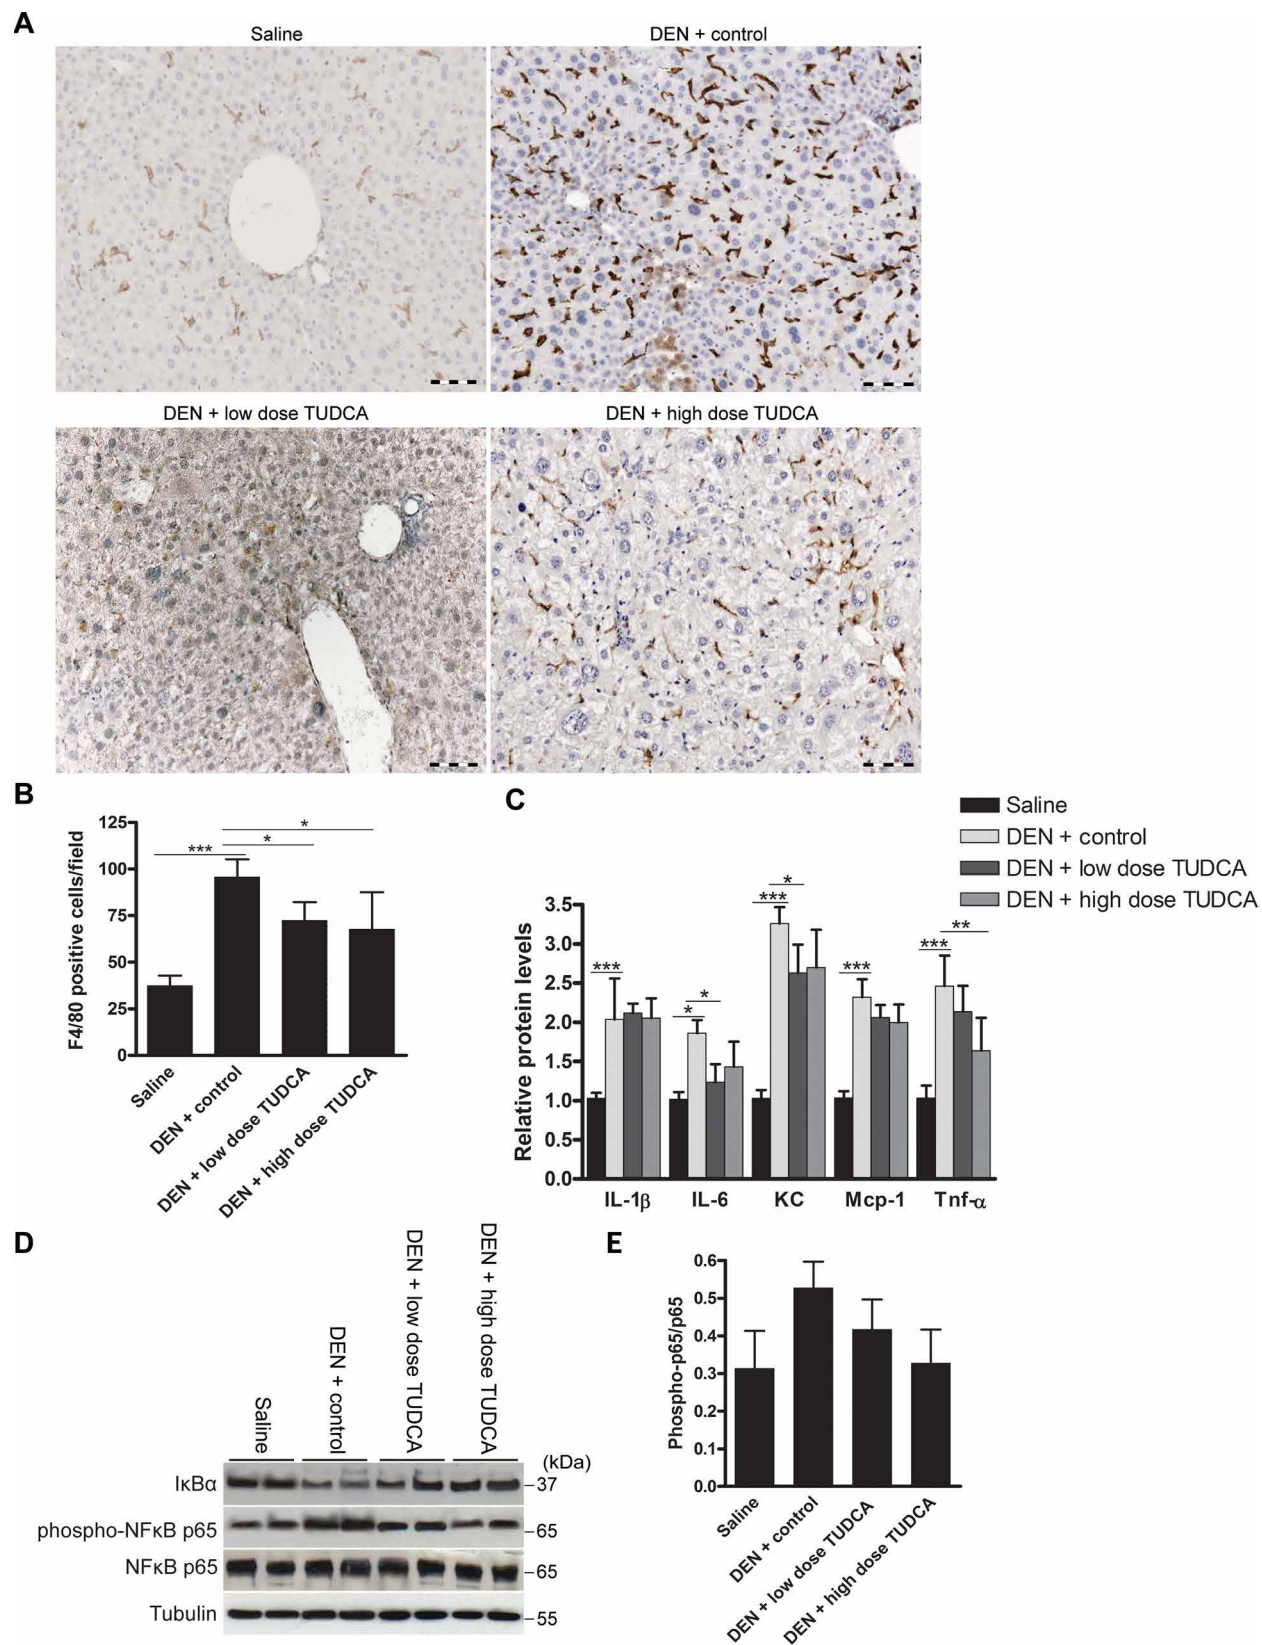 A
Saline
DEN + control
DEN + low dose TUDCA
DEN + high dose TUDCA
B
F4/80 positive cells/field
125
100
75
50
25
0
***
*
*
Saline
DEN + control
DEN + low dose TUDCA
DEN + high dose TUDCA
C
Saline
DEN + control
DEN + low dose TUDCA
DEN + high dose TUDCA
Relative protein levels
3.5
3.0
2.5
2.0
1.5
1.0
0.5
0.0
***
*
*
***
*
***
***
**
IL-1β
IL-6
KC
Mcp-1
Tnf-α
D
Saline
DEN + control
DEN + low dose TUDCA
DEN + high dose TUDCA
(kDa)
IκBα
37
phospho-NFκB p65
65
NFκB p65
65
Tubulin
55
E
Phospho-p65/p65
0.6
0.5
0.4
0.3
0.2
0.1
0.0
Saline
DEN + control
DEN + low dose TUDCA
DEN + high dose TUDCA